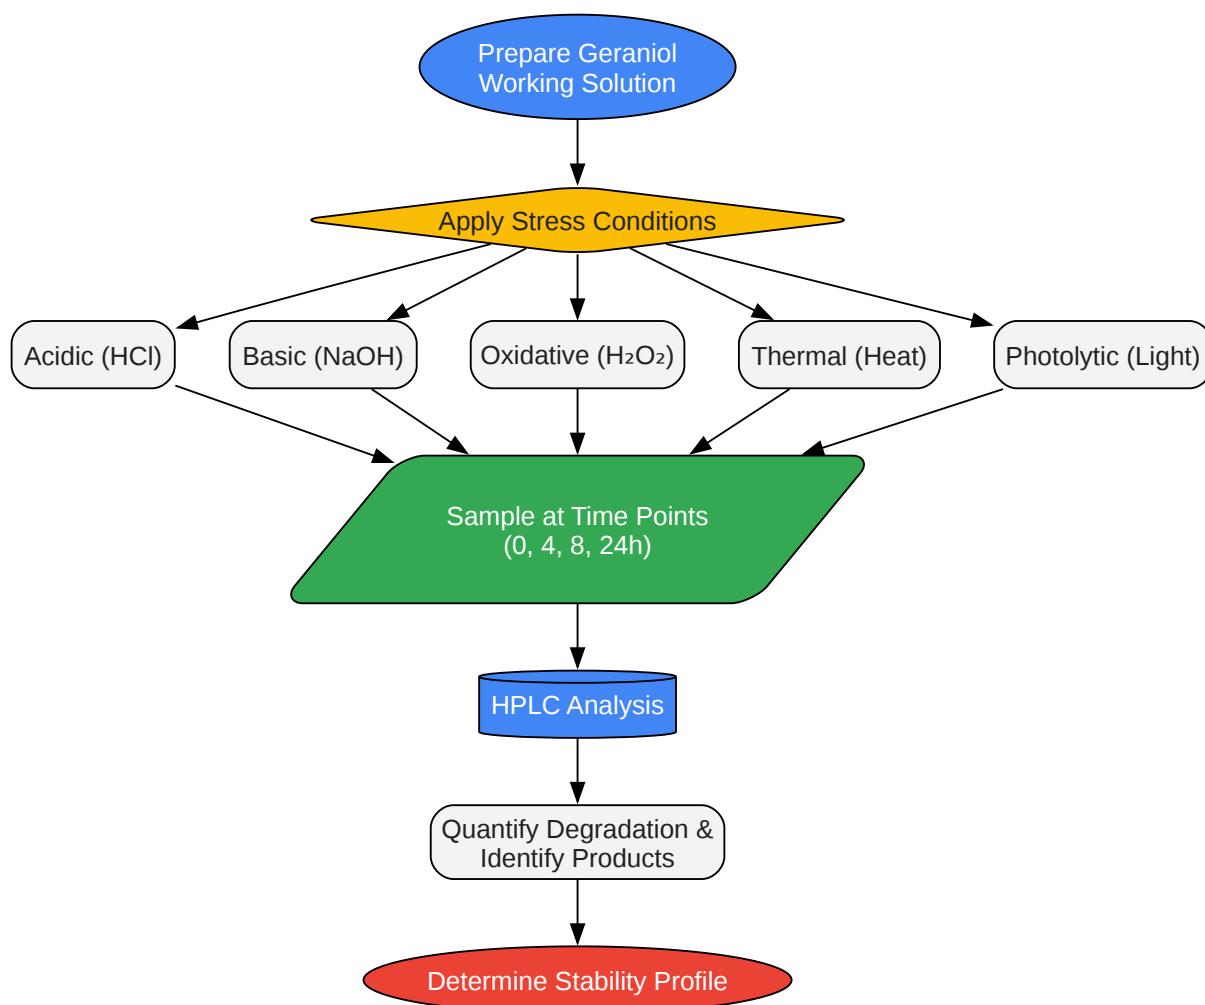 Prepare Geraniol
Working Solution
Apply Stress Conditions
Acidic (HCl)
Basic (NaOH)
Oxidative (H₂O₂)
Thermal (Heat)
Photolytic (Light)
Sample at Time Points
(0, 4, 8, 24h)
HPLC Analysis
Quantify Degradation &
Identify Products
Determine Stability Profile